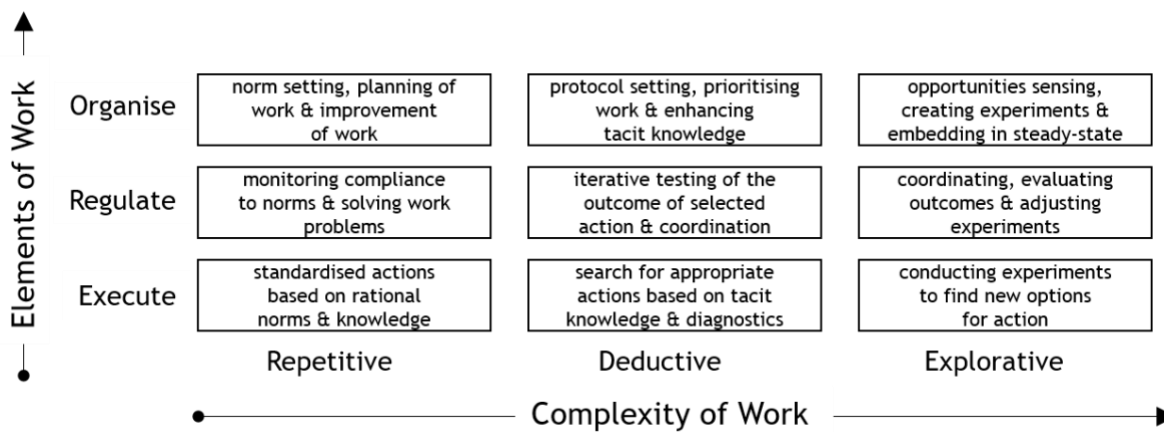 Elements of Work
Organise
norm setting, planning of
work & improvement
of work
protocol setting, prioritising
work & enhancing
tacit knowledge
opportunities sensing,
creating experiments &
embedding in steady-state
Regulate
monitoring compliance
to norms & solving work
problems
iterative testing of the
outcome of selected
action & coordination
coordinating, evaluating
outcomes & adjusting
experiments
Execute
standardised actions
based on rational
norms & knowledge
search for appropriate
actions based on tacit
knowledge & diagnostics
conducting experiments
to find new options
for action
Repetitive
Deductive
Explorative
Complexity of Work